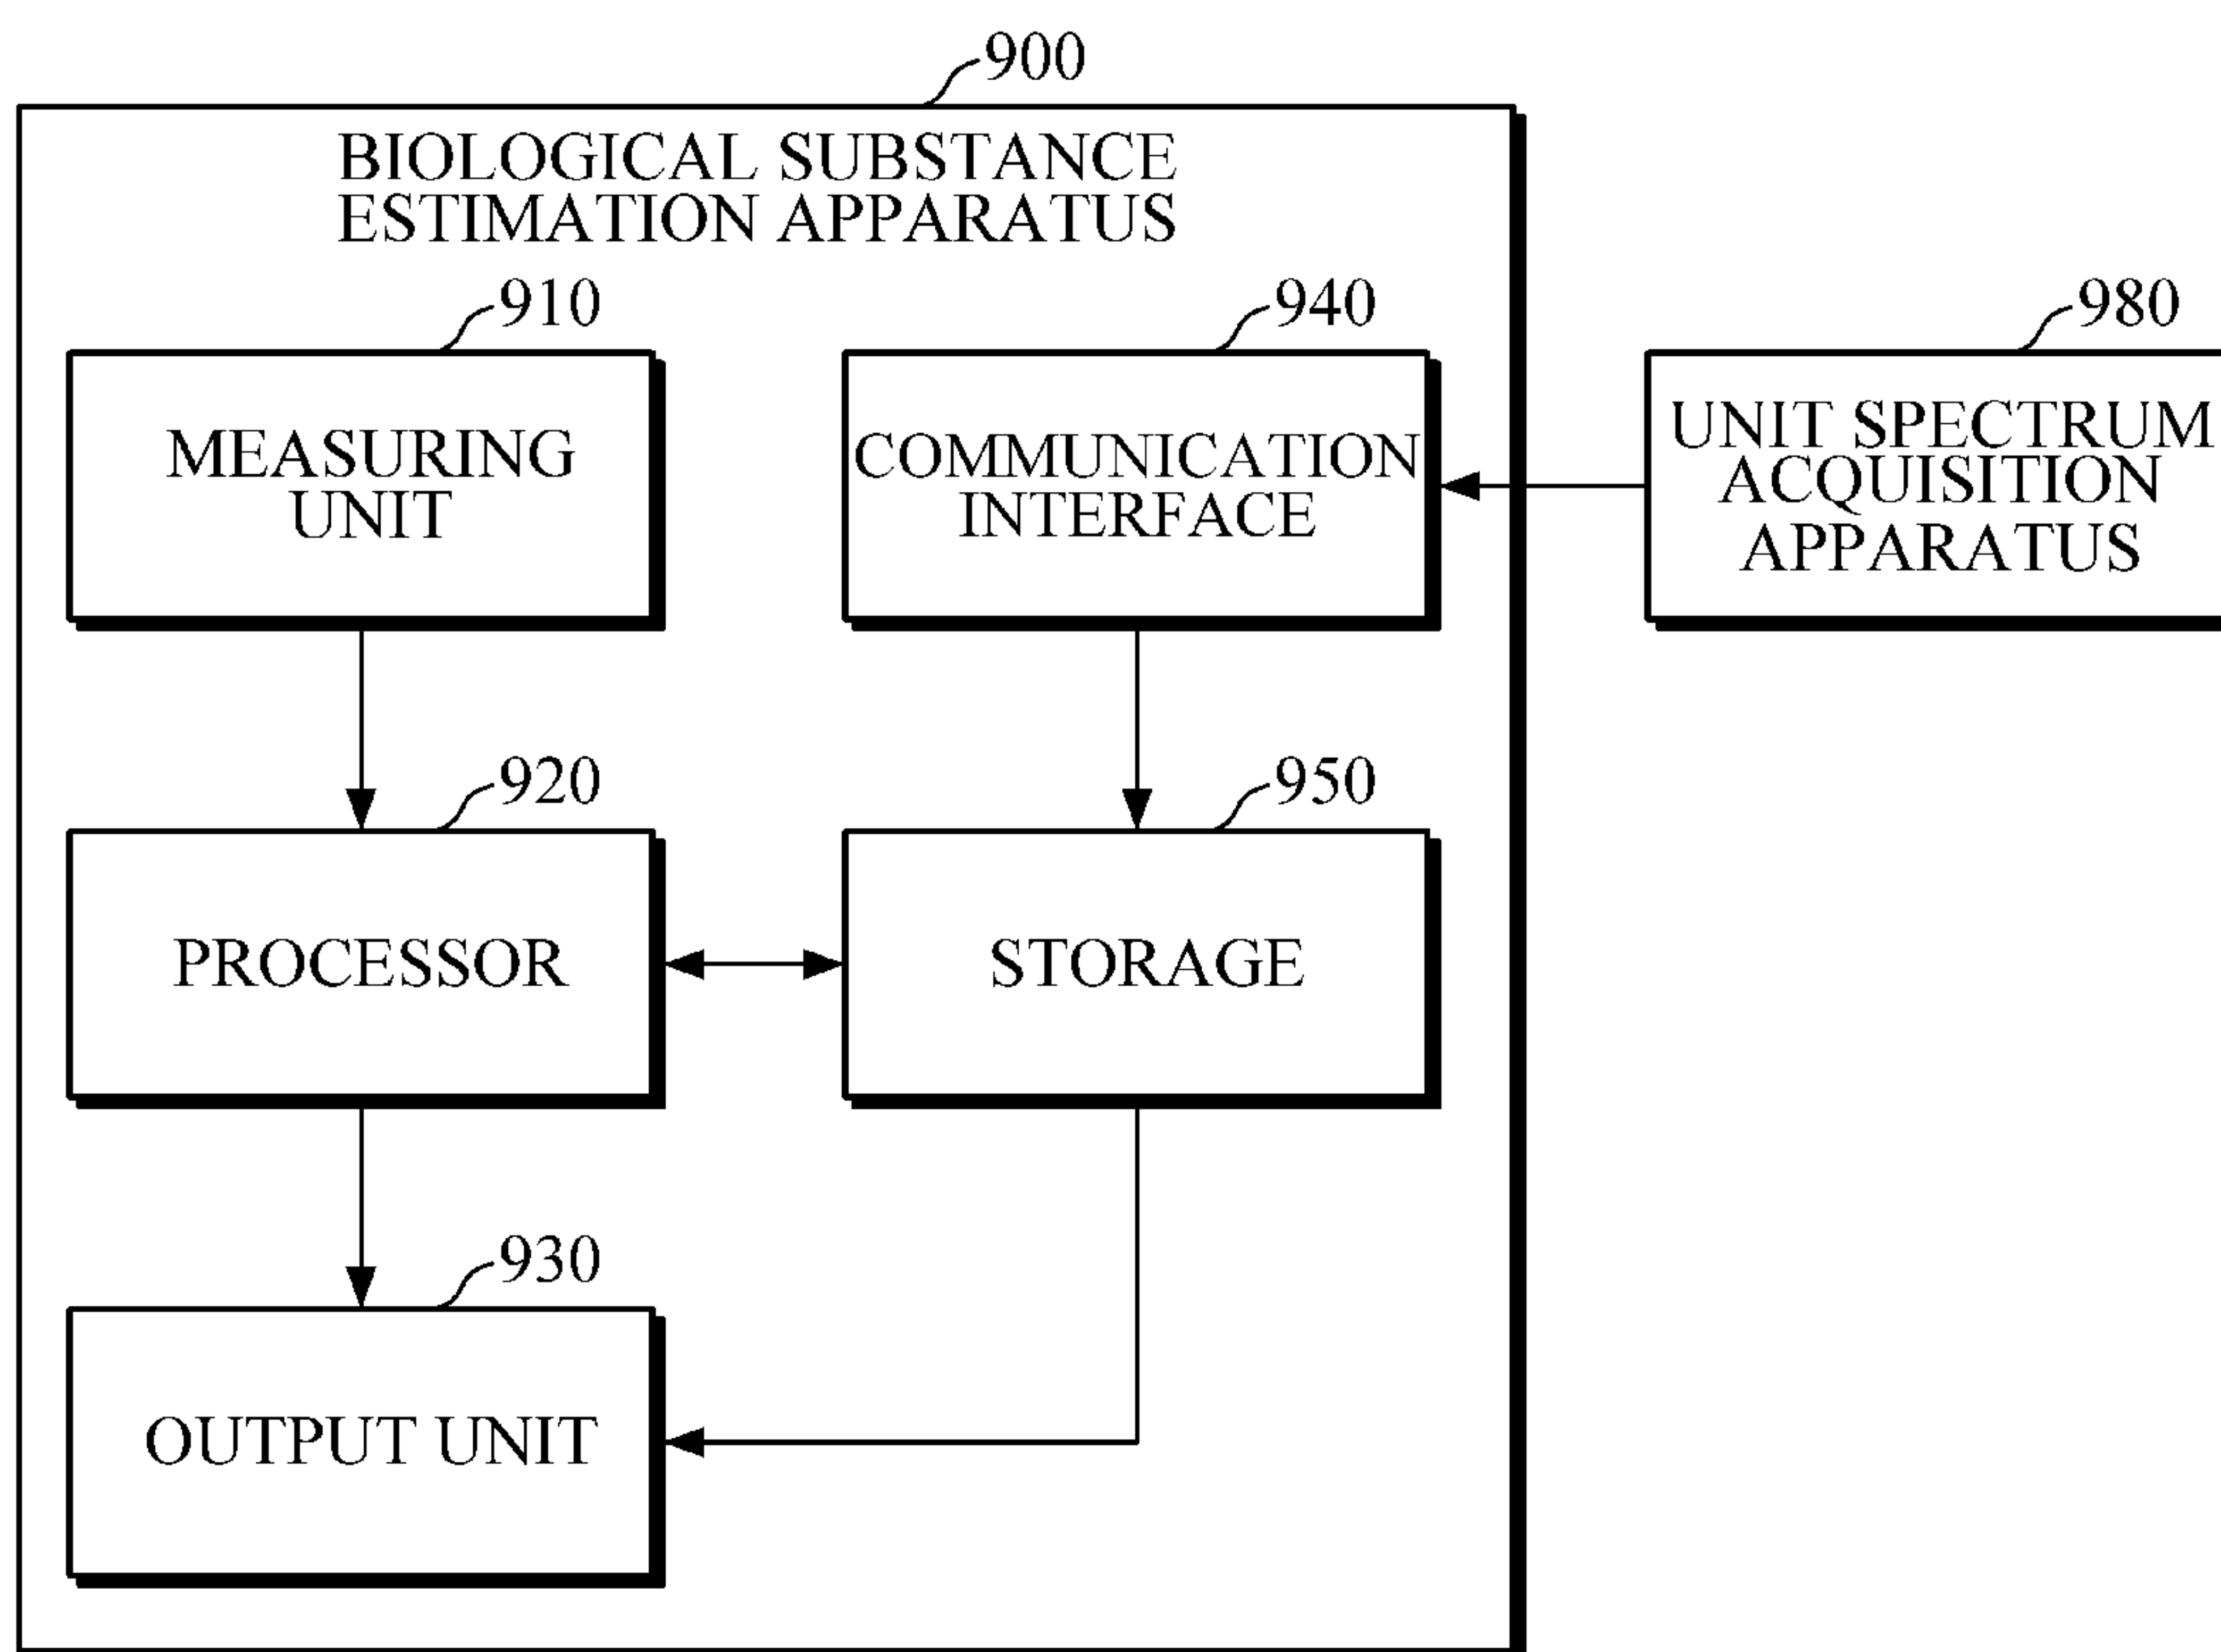 900
BIOLOGICAL SUBSTANCE
ESTIMATION APPARATUS
910
MEASURING
UNIT
940
COMMUNICATION
INTERFACE
980
UNIT SPECTRUM
ACQUISITION
APPARATUS
920
PROCESSOR
950
STORAGE
930
OUTPUT UNIT